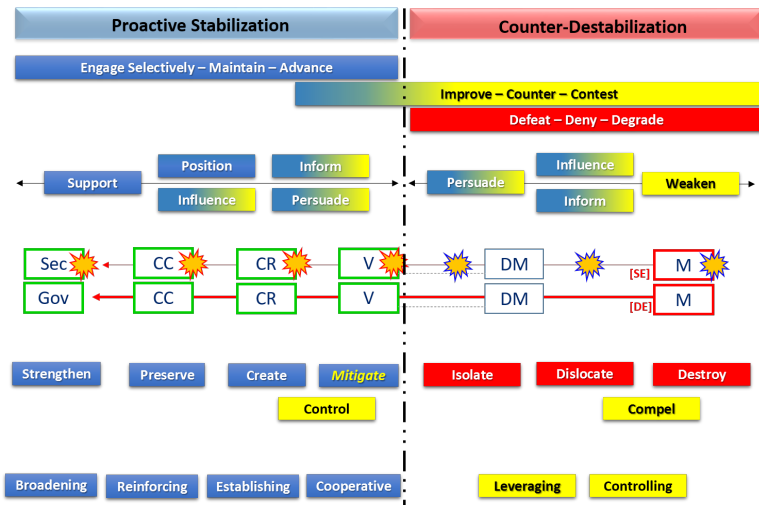 Proactive Stabilization
Counter-Destabilization
Engage Selectively – Maintain – Advance
Improve – Counter – Contest
Defeat – Deny – Degrade
Support
Position
Inform
Influence
Persuade
Persuade
Influence
Inform
Weaken
Sec
CC
CR
V
DM
[SE]
M
Gov
CC
CR
V
DM
[DE]
M
Strengthen
Preserve
Create
Mitigate
Isolate
Dislocate
Destroy
Control
Compel
Broadening
Reinforcing
Establishing
Cooperative
Leveraging
Controlling